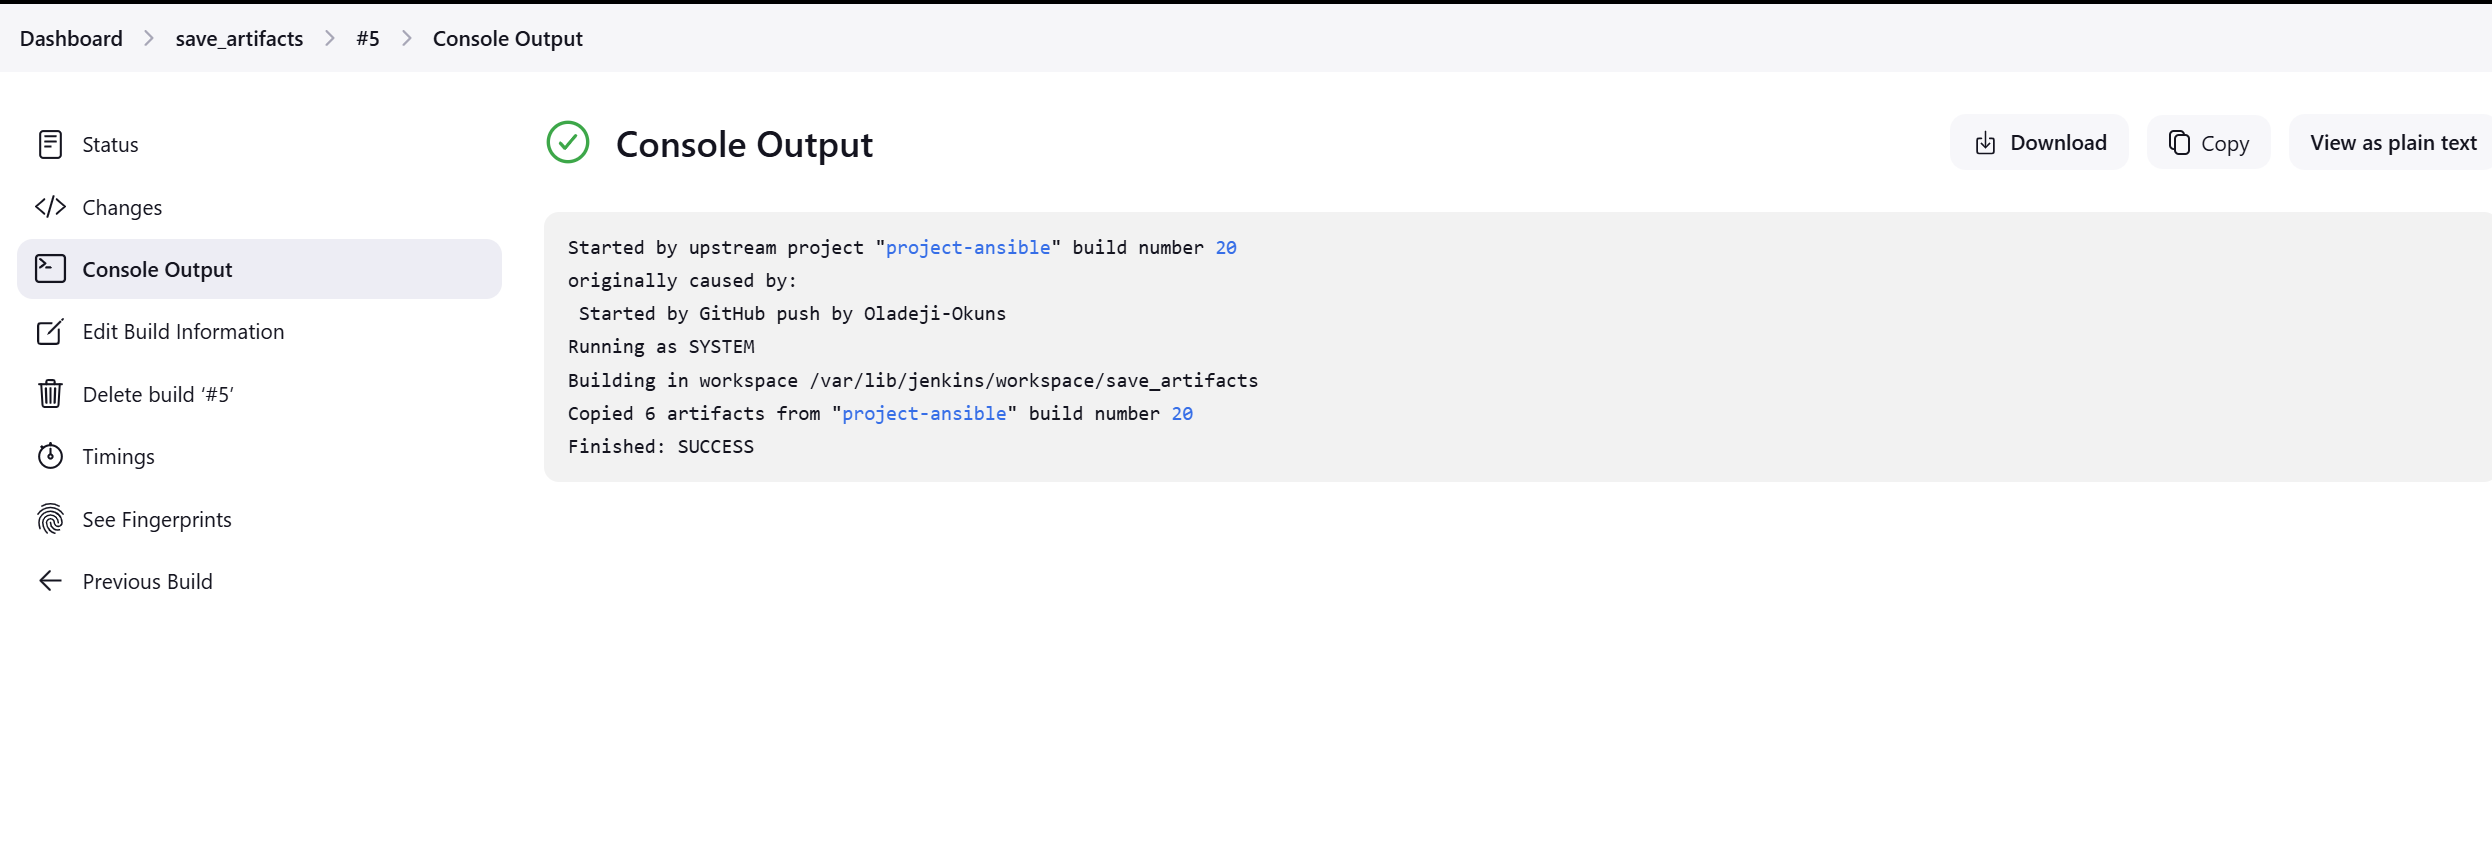 Dashboard > save_artifacts > #5 > Console Output
Status
Changes
Console Output
Edit Build Information
Delete build ‘#5’
Timings
See Fingerprints
Previous Build
Console Output
Download
Copy
View as plain text
Started by upstream project "project-ansible" build number 20
originally caused by:
Started by GitHub push by Oladeji-Okuns
Running as SYSTEM
Building in workspace /var/lib/jenkins/workspace/save_artifacts
Copied 6 artifacts from "project-ansible" build number 20
Finished: SUCCESS